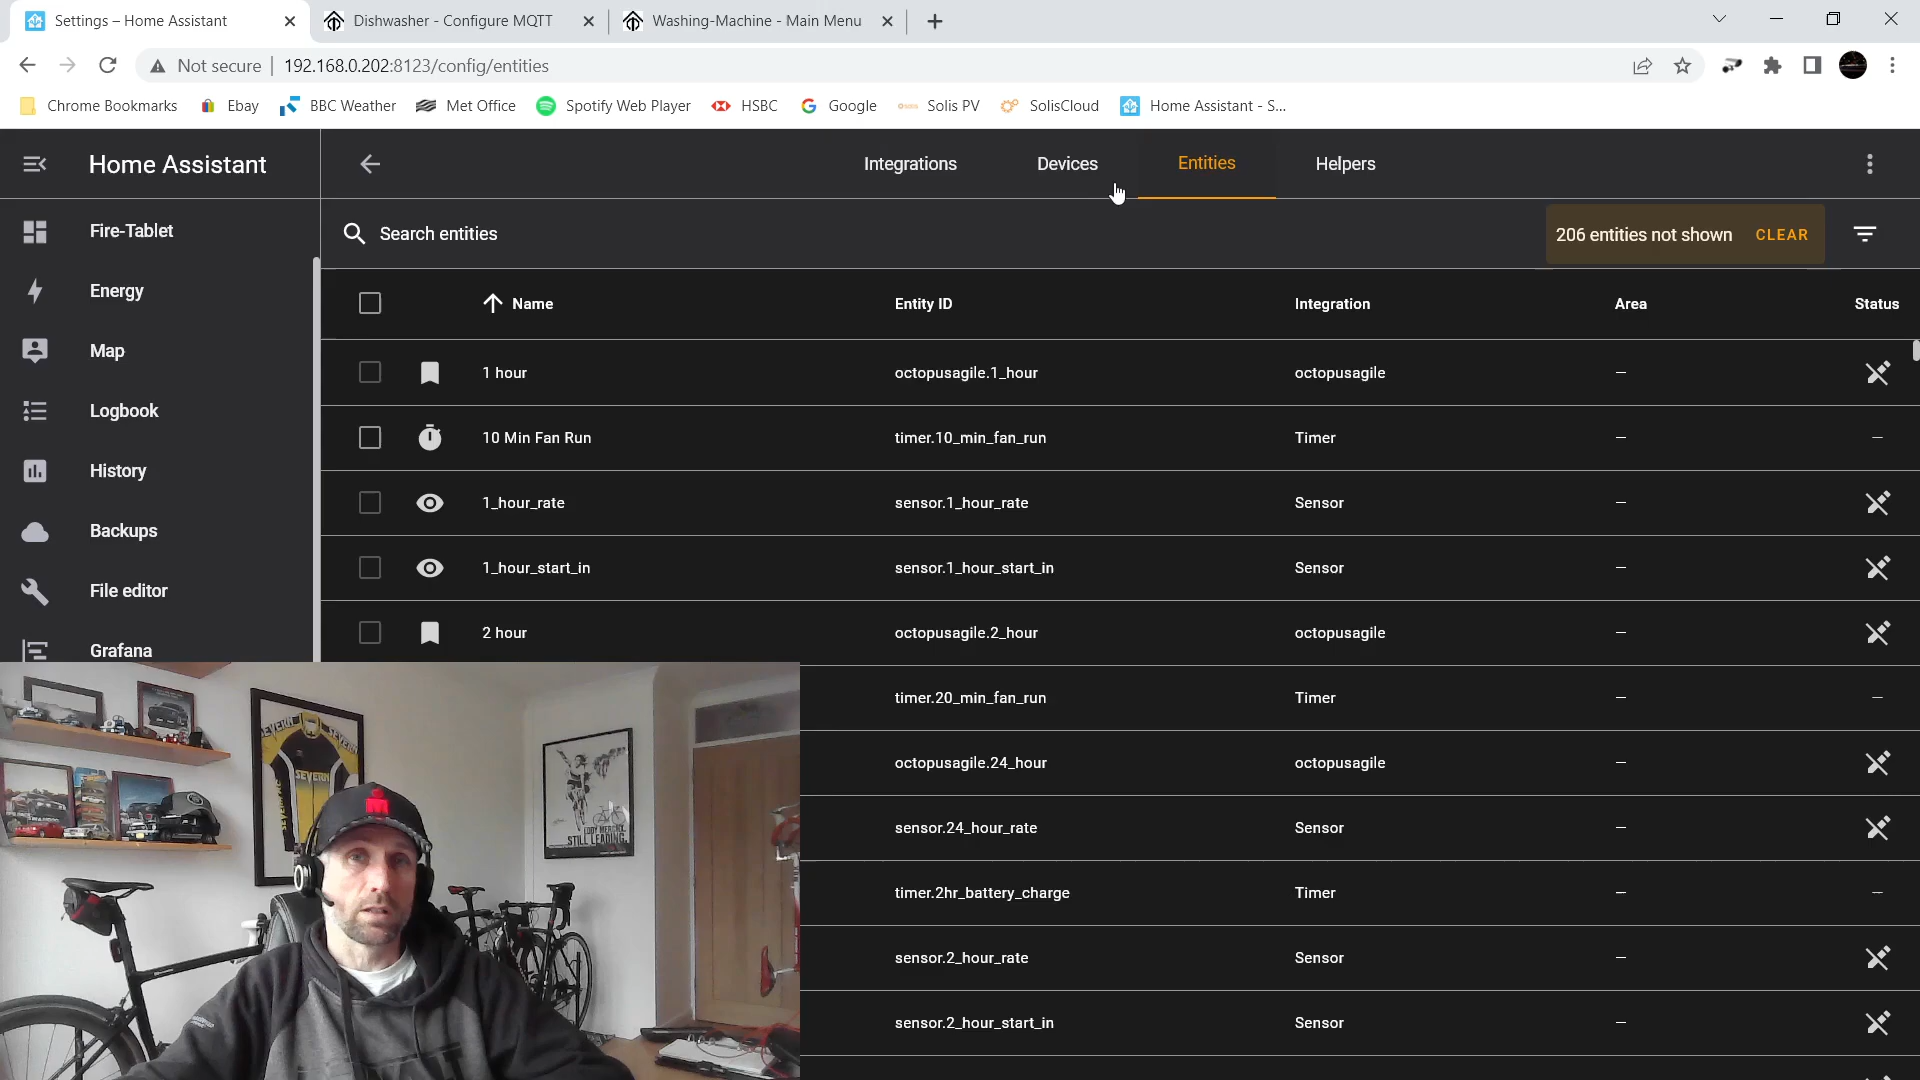 Settings – Home Assistant
Dishwasher - Configure MQTT
Washing-Machine - Main Menu
Not secure
192.168.0.202:8123/config/entities
Chrome Bookmarks
Ebay
BBC Weather
Met Office
Spotify Web Player
HSBC
Google
Solis PV
SolisCloud
Home Assistant - S...
Home Assistant
Integrations
Devices
Entities
Helpers
Fire-Tablet
Energy
Map
Logbook
History
Backups
File editor
Grafana
Search entities
206 entities not shown
CLEAR
Name Entity ID Integration Area Status
1 hour octopusagile.1_hour octopusagile –
10 Min Fan Run timer.10_min_fan_run Timer – –
1_hour_rate sensor.1_hour_rate Sensor –
1_hour_start_in sensor.1_hour_start_in Sensor –
2 hour octopusagile.2_hour octopusagile –
timer.20_min_fan_run Timer – –
octopusagile.24_hour octopusagile –
sensor.24_hour_rate Sensor –
timer.2hr_battery_charge Timer – –
sensor.2_hour_rate Sensor –
sensor.2_hour_start_in Sensor –
SEVERN
EDDY MERCKX
STILL LEADING